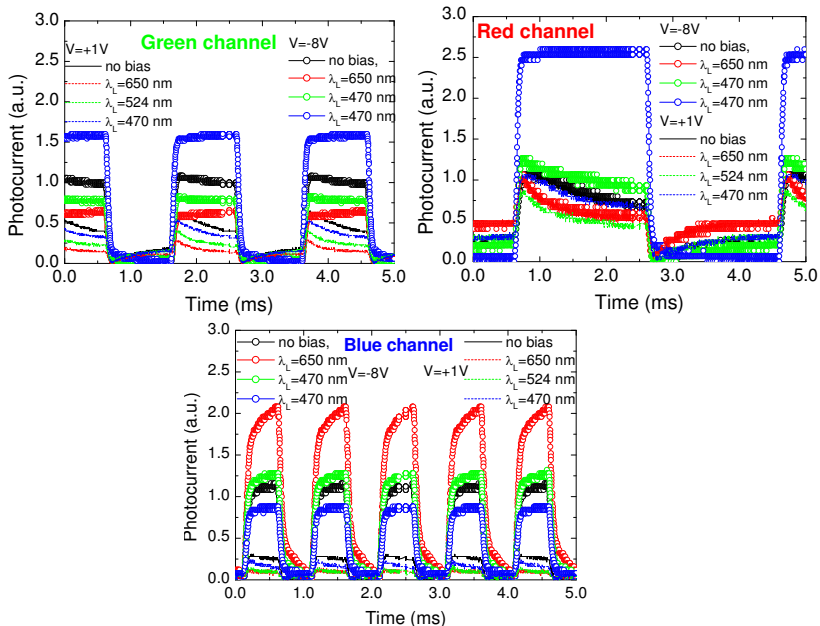 Green channel
V=+1V
no bias
λL=650 nm
λL=524 nm
λL=470 nm
V=-8V
no bias,
λL=650 nm
λL=470 nm
λL=470 nm
3.0
2.5
2.0
1.5
1.0
0.5
0.0
Photocurrent (a.u.)
0.0 1.0 2.0 3.0 4.0 5.0
Time (ms)
Red channel
V=-8V
no bias
λL=650 nm
λL=470 nm
λL=470 nm
V=+1V
no bias
λL=650 nm
λL=524 nm
λL=470 nm
3.0
2.5
2.0
1.5
1.0
0.5
0.0
Photocurrent (a.u.)
1.0 2.0 3.0 4.0 5.0
Time (ms)
Blue channel
no bias,
λL=650 nm
λL=470 nm
λL=470 nm
V=-8V
V=+1V
no bias
λL=650 nm
λL=524 nm
λL=470 nm
3.0
2.5
2.0
1.5
1.0
0.5
0.0
Photocurrent (a.u.)
0.0 1.0 2.0 3.0 4.0 5.0
Time (ms)